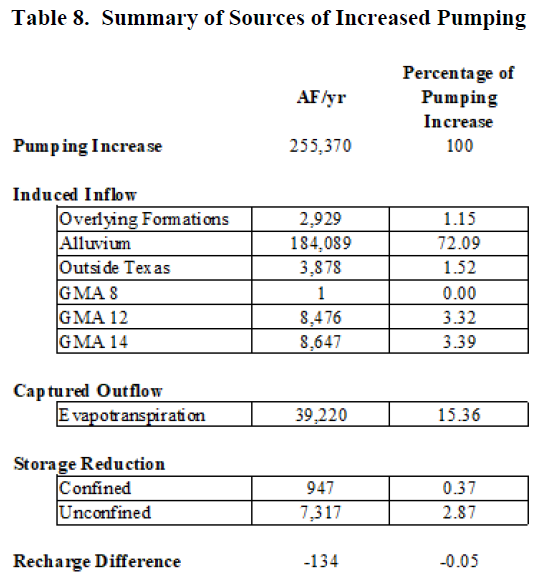 Table 8. Summary of Sources of Increased Pumping
AF/yr Percentage of Pumping Increase
Pumping Increase 255,370 100
Induced Inflow
Overlying Formations 2,929 1.15
Alluvium 184,089 72.09
Outside Texas 3,878 1.52
GMA 8 1 0.00
GMA 12 8,476 3.32
GMA 14 8,647 3.39
Captured Outflow
Evapotranspiration 39,220 15.36
Storage Reduction
Confined 947 0.37
Unconfined 7,317 2.87
Recharge Difference -134 -0.05